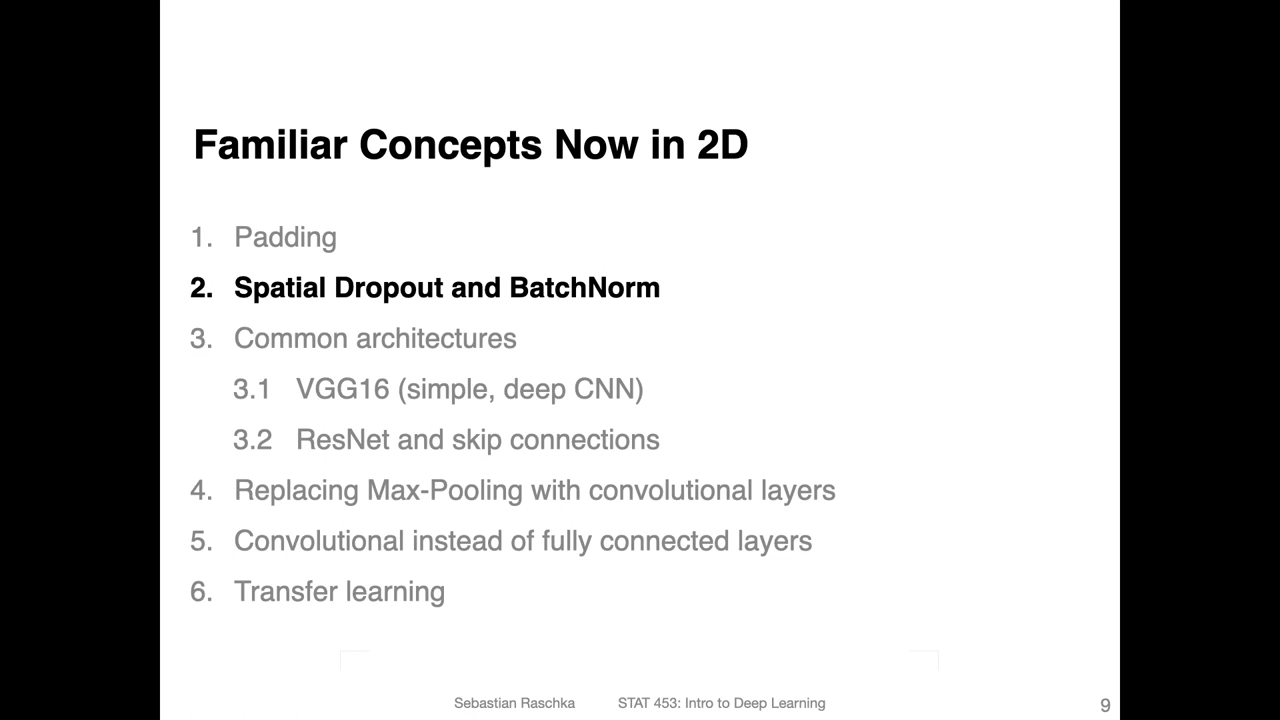 Familiar Concepts Now in 2D
1. Padding
2. Spatial Dropout and BatchNorm
3. Common architectures
3.1 VGG16 (simple, deep CNN)
3.2 ResNet and skip connections
4. Replacing Max-Pooling with convolutional layers
5. Convolutional instead of fully connected layers
6. Transfer learning
Sebastian Raschka STAT 453: Intro to Deep Learning 9